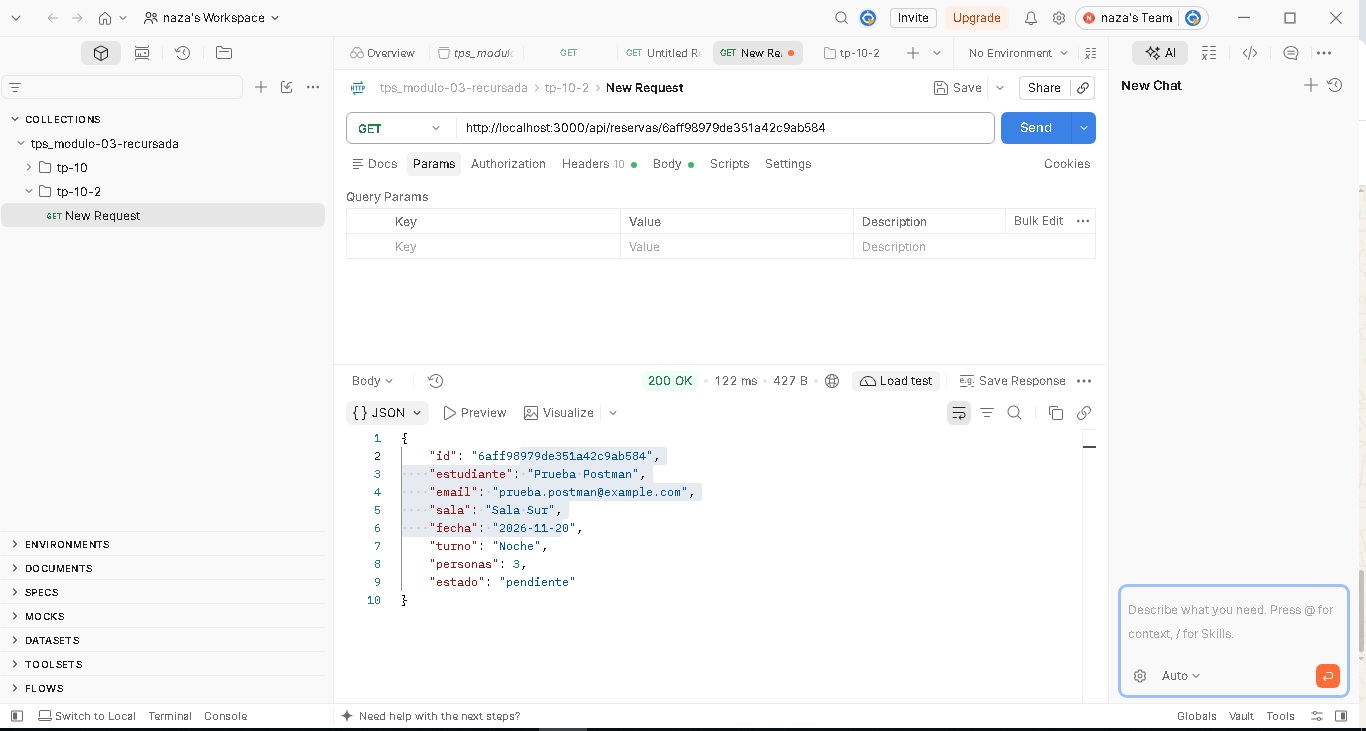 naza's Workspace
Invite
Upgrade
naza's Team
Overview
tps_modulo
GET
GET Untitled Re
GET New Re.
tp-10-2
No Environment
AI
tps_modulo-03-recursada > tp-10-2 > New Request
Save
Share
New Chat
COLLECTIONS
tps_modulo-03-recursada
tp-10
tp-10-2
GET New Request
GET
http://localhost:3000/api/reservas/6aff98979de351a42c9ab584
Send
Docs
Params
Authorization
Headers 10
Body
Scripts
Settings
Cookies
Query Params
Key
Value
Description
Bulk Edit
Key
Value
Description
Body
200 OK
122 ms
427 B
Load test
e.g. Save Response
{} JSON
Preview
Visualize
1 {
2 "id": "6aff98979de351a42c9ab584",
3 "estudiante": "Prueba Postman",
4 "email": "prueba.postman@example.com",
5 "sala": "Sala Sur",
6 "fecha": "2026-11-20",
7 "turno": "Noche",
8 "personas": 3,
9 "estado": "pendiente"
10 }
ENVIRONMENTS
DOCUMENTS
SPECS
MOCKS
DATASETS
TOOLSETS
FLOWS
Describe what you need. Press @ for
context, / for Skills.
Auto
Switch to Local
Terminal
Console
Need help with the next steps?
Globals
Vault
Tools